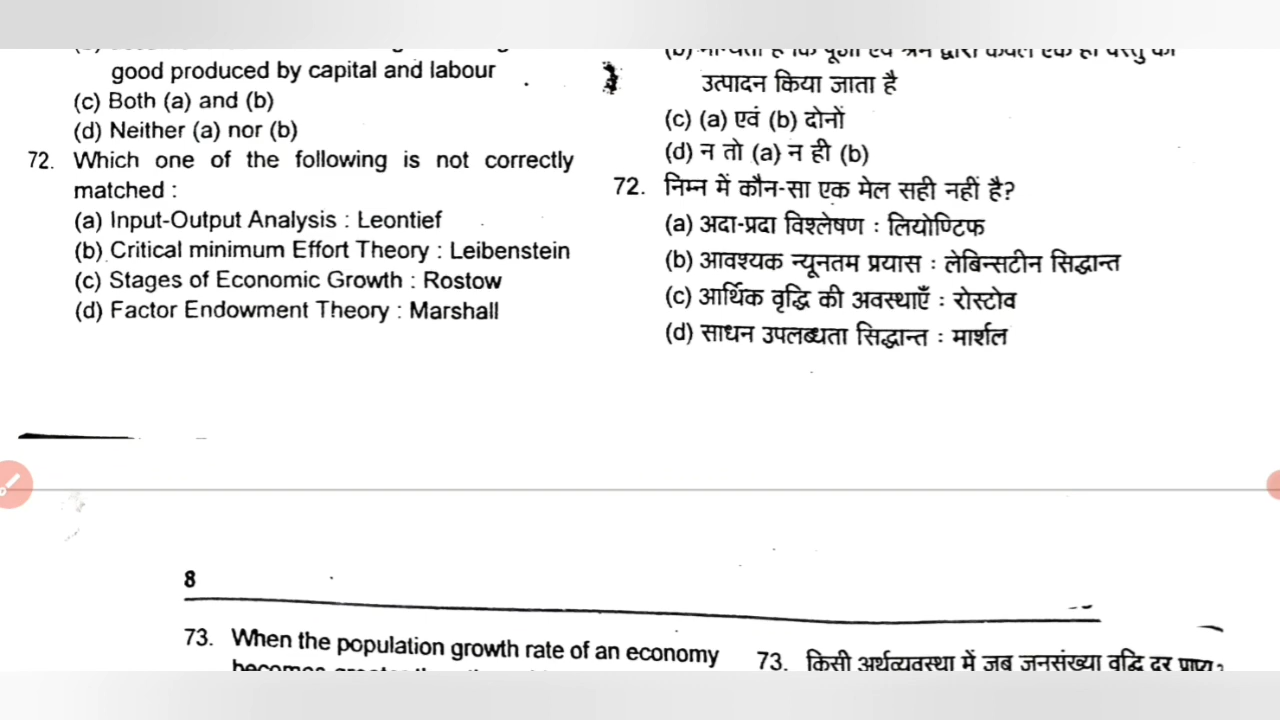 good produced by capital and labour
(c) Both (a) and (b)
(d) Neither (a) nor (b)
72. Which one of the following is not correctly
matched :
(a) Input-Output Analysis : Leontief
(b) Critical minimum Effort Theory : Leibenstein
(c) Stages of Economic Growth : Rostow
(d) Factor Endowment Theory : Marshall
उत्पादन किया जाता है
(c) (a) एवं (b) दोनों
(d) न तो (a) न ही (b)
72. निम्न में कौन-सा एक मेल सही नहीं है?
(a) अदा-प्रदा विश्लेषण : लियोण्टिफ
(b) आवश्यक न्यूनतम प्रयास : लेबिन्सटीन सिद्धान्त
(c) आर्थिक वृद्धि की अवस्थाएँ : रोस्टोव
(d) साधन उपलब्धता सिद्धान्त : मार्शल
8
73. When the population growth rate of an economy
73. किसी अर्थव्यवस्था में जब जनसंख्या वृद्धि दर